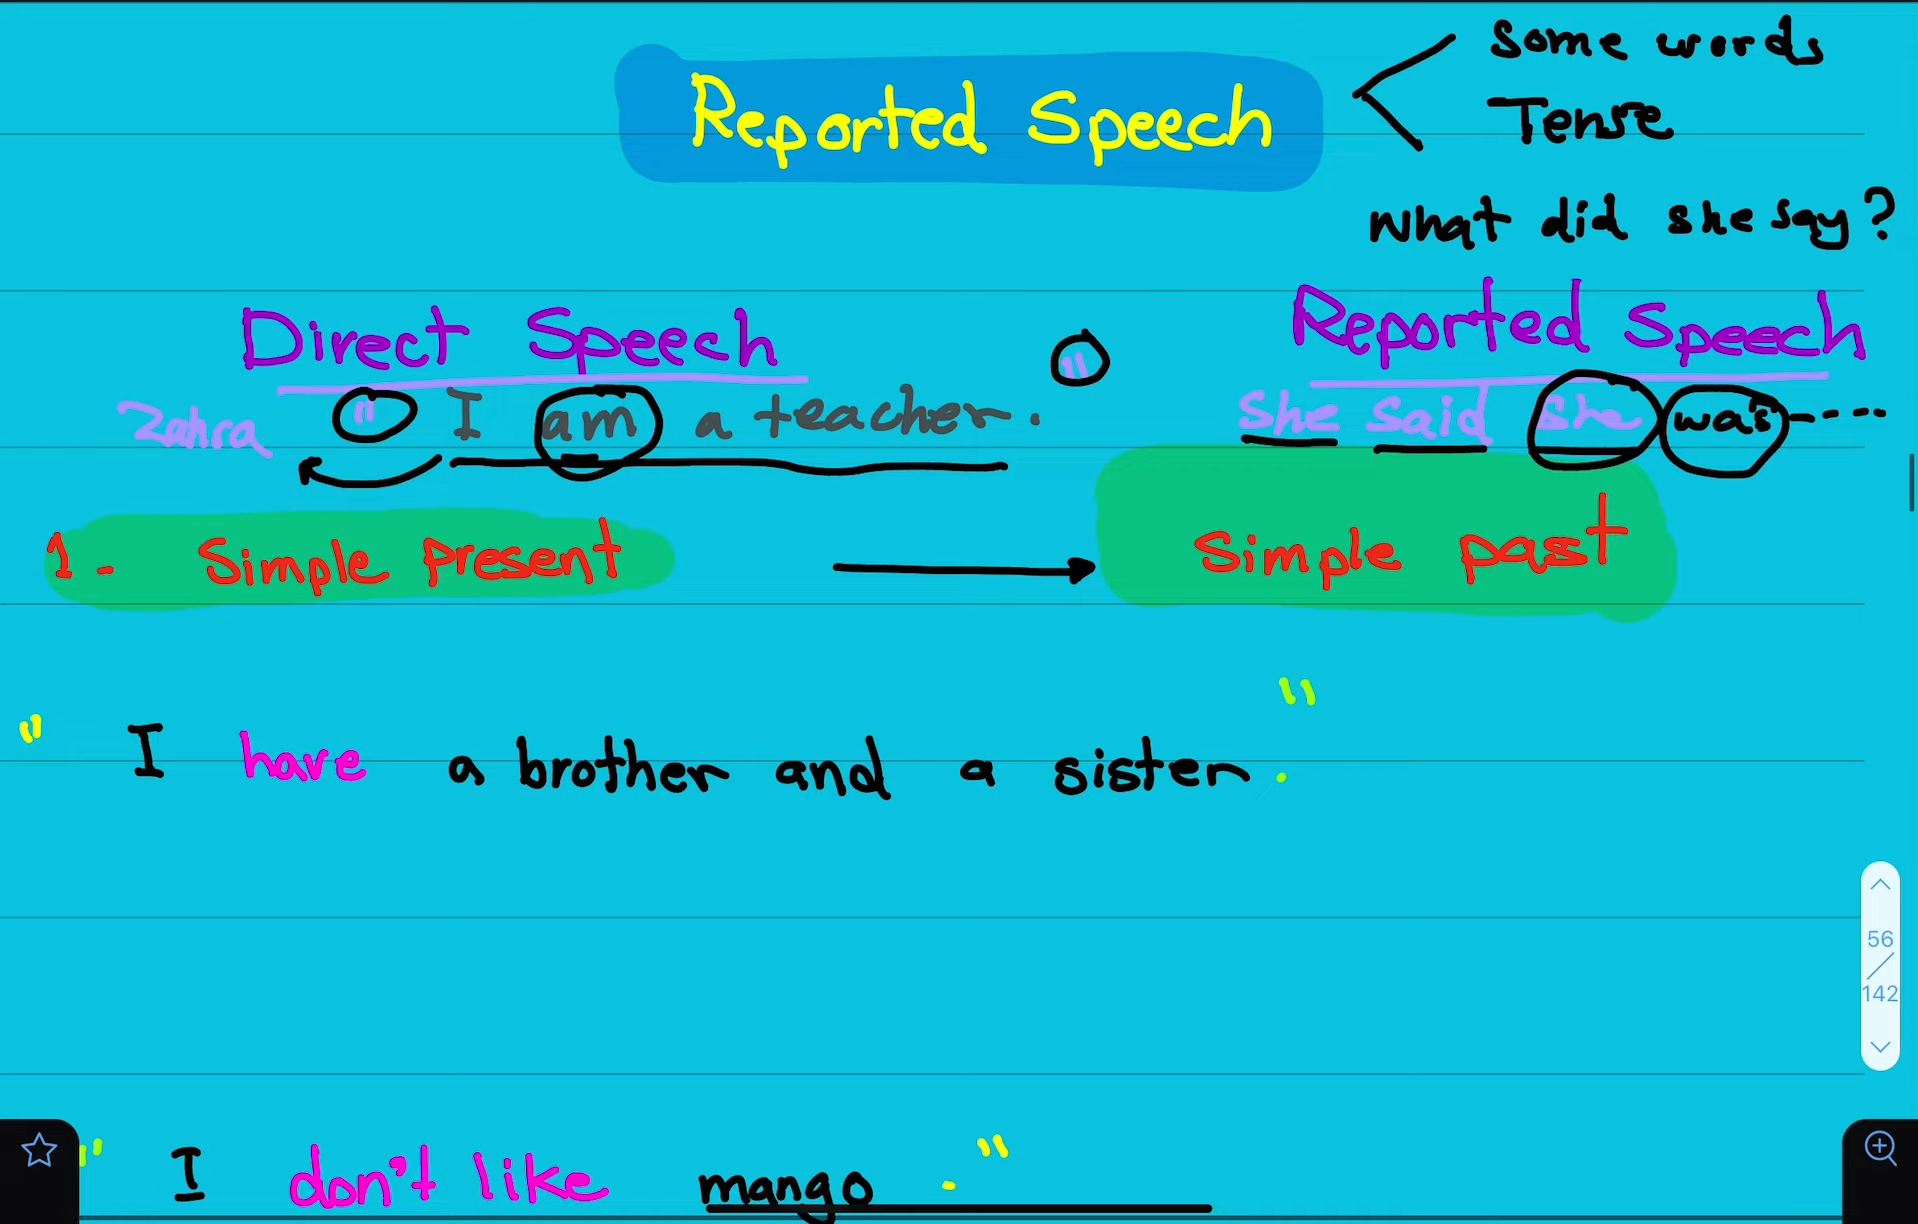 Reported Speech
Some words
Tense
What did she say?
Direct Speech
Reported Speech
Zahra " I am a teacher. "
She said she was ----
1- Simple present
Simple past
" I have a brother and a sister. "
56
142
" I don't like mango. "